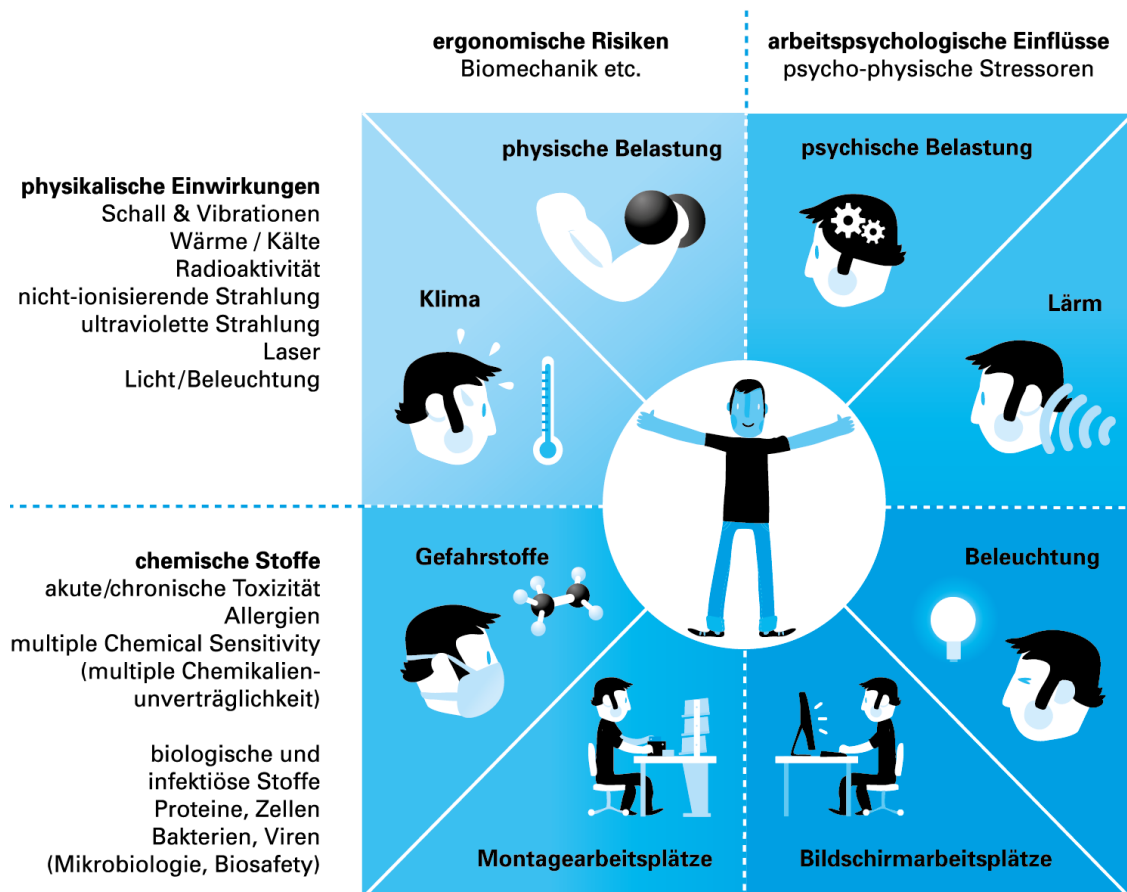 ergonomische Risiken
Biomechanik etc.
arbeitspsychologische Einflüsse
psycho-physische Stressoren
physikalische Einwirkungen
Schall & Vibrationen
Wärme / Kälte
Radioaktivität
nicht-ionisierende Strahlung
ultraviolette Strahlung
Laser
Licht/Beleuchtung
physische Belastung
psychische Belastung
Klima
Lärm
chemische Stoffe
akute/chronische Toxizität
Allergien
multiple Chemical Sensitivity
(multiple Chemikalien-
unverträglichkeit)
biologische und
infektiöse Stoffe
Proteine, Zellen
Bakterien, Viren
(Mikrobiologie, Biosafety)
Gefahrstoffe
Beleuchtung
Montagearbeitsplätze
Bildschirmarbeitsplätze